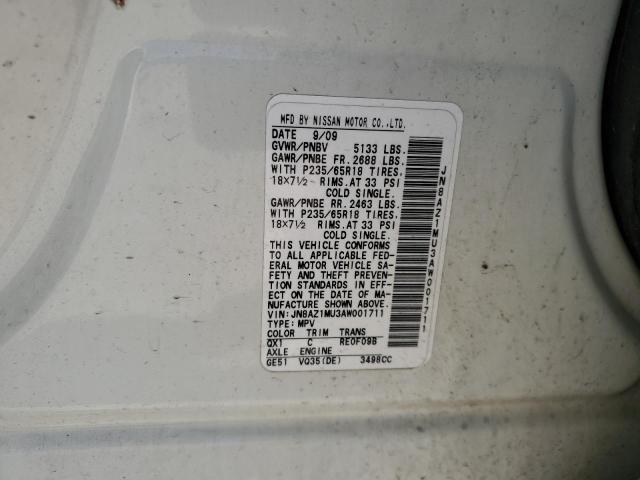 MFD BY NISSAN MOTOR CO.,LTD.
DATE 9/09
GVWR/PNBV 5133 LBS.
GAWR/PNBE FR. 2688 LBS.
WITH P235/65R18 TIRES.
18×7½ RIMS.AT 33 PSI
COLD SINGLE.
GAWR/PNBE RR. 2463 LBS.
WITH P235/65R18 TIRES.
18×7½ RIMS.AT 33 PSI
COLD SINGLE.
THIS VEHICLE CONFORMS
TO ALL APPLICABLE FED-
ERAL MOTOR VEHICLE SA-
FETY AND THEFT PREVEN-
TION STANDARDS IN EFF-
ECT ON THE DATE OF MA-
NUFACTURE SHOWN ABOVE.
VIN:JN8AZ1MU3AW001711
TYPE:MPV
COLOR TRIM TRANS
QX1 C RE0F09B
AXLE ENGINE
GE51 VQ35(DE) 3498CC
JN8AZ1MU3AW001711